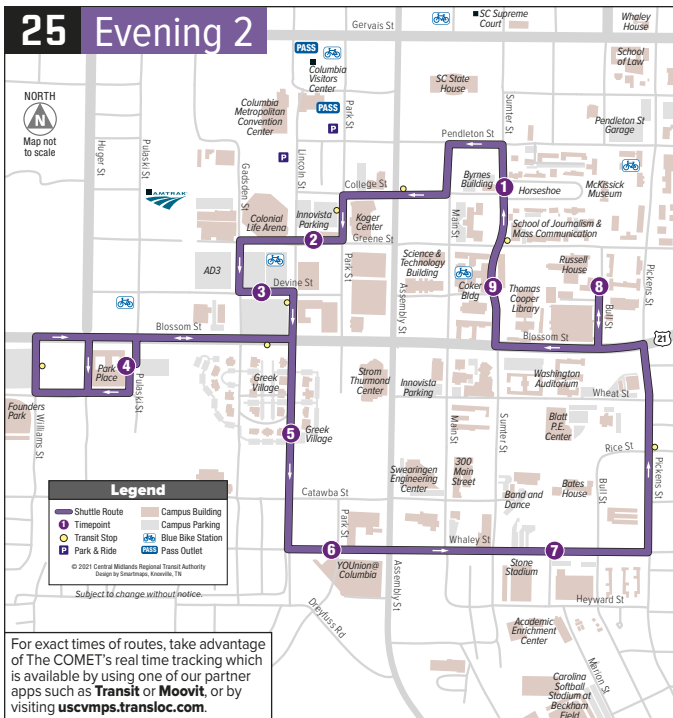 25 Evening 2
NORTH
N
Map not
to scale
Gervais St
SC Supreme
Court
Whaley
House
School
of Law
PASS
Columbia
Visitors
Center
PASS
P
P
SC State
House
Sumter St
Pendleton St
Garage
Columbia
Metropolitan
Convention
Center
Park St
Pendleton St
Huger St
Pulaski St
Gadsden St
Lincoln St
AMTRAK
College St
Byrnes
Building
1
Horseshoe
McKissick
Museum
Colonial
Life Arena
Innovista
Parking
Koger
Center
Main St
School of Journalism &
Mass Communication
2
Greene St
AD3
Park St
Science &
Technology
Building
Russell
House
Pickens St
3
Devine St
Assembly St
Coker
Bldg
9
Thomas
Cooper
Library
8
Bull St
Blossom St
Blossom St
21
Park
Place
4
Pulaski St
Greek
Village
Strom
Thurmond
Center
Innovista
Parking
Washington
Auditorium
Wheat St
Founders
Park
Williams St
5
Greek
Village
Main St
Sumter St
Blatt
P.E.
Center
Rice St
Swearingen
Engineering
Center
300
Main
Street
Band and
Dance
Bates
House
Bull St
Pickens St
Catawba St
Park St
Whaley St
6
7
YOUnion@
Columbia
Assembly St
Stone
Stadium
Heyward St
Dreyfuss Rd
Academic
Enrichment
Center
Marion St
Carolina
Softball
Stadium at
Beckham
Field
Legend
Shuttle Route
Campus Building
1 Timepoint
Campus Parking
Transit Stop
Blue Bike Station
P Park & Ride
PASS Pass Outlet
© 2021 Central Midlands Regional Transit Authority
Design by Smartmaps, Knoxville, TN
Subject to change without notice.
For exact times of routes, take advantage
of The COMET's real time tracking which
is available by using one of our partner
apps such as Transit or Moovit, or by
visiting uscvmps.transloc.com.